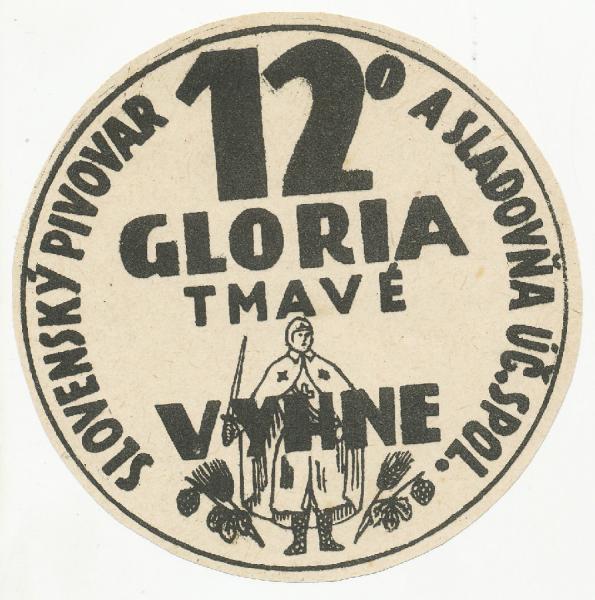 SLOVENSKÝ PIVOVAR A SLADOVŇA ÚČ. SPOL.
12°
GLORIA
TMAVÉ
VYHNE